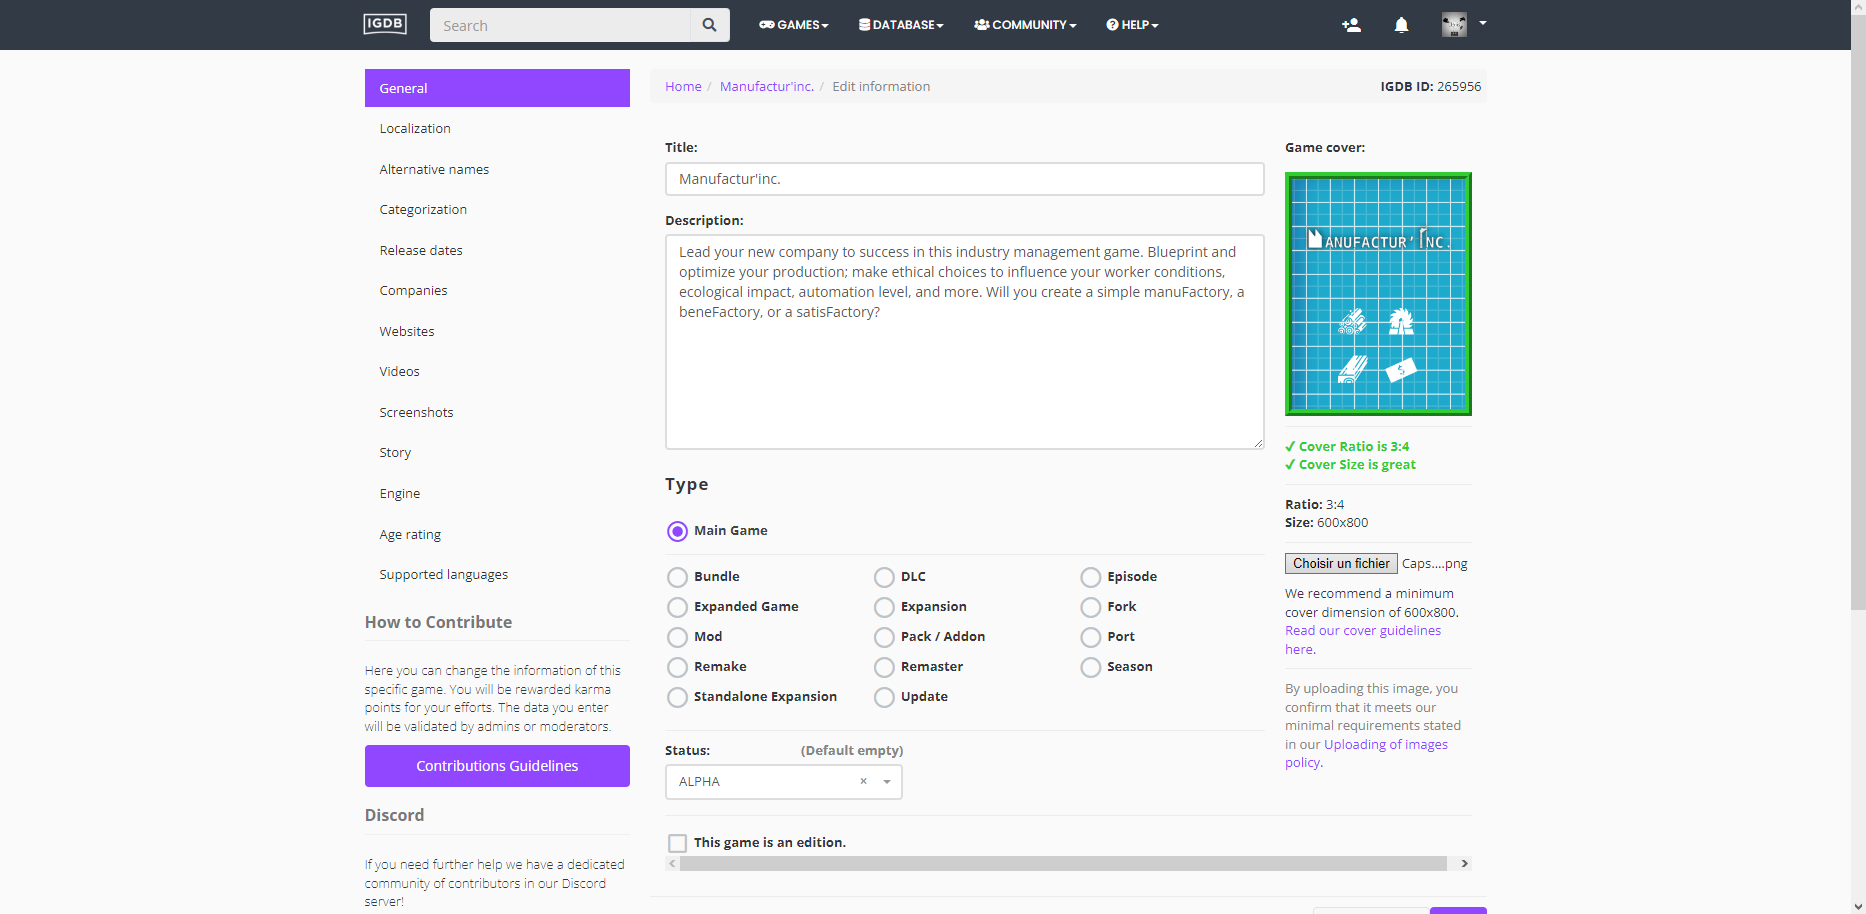 IGDB
Search
GAMES
DATABASE
COMMUNITY
HELP
General
Localization
Alternative names
Categorization
Release dates
Companies
Websites
Videos
Screenshots
Story
Engine
Age rating
Supported languages
How to Contribute
Here you can change the information of this
specific game. You will be rewarded karma
points for your efforts. The data you enter
will be validated by admins or moderators.
Contributions Guidelines
Discord
If you need further help we have a dedicated
community of contributors in our Discord
server!
Home / Manufactur'inc. / Edit information
IGDB ID: 265956
Title:
Manufactur'inc.
Description:
Lead your new company to success in this industry management game. Blueprint and
optimize your production; make ethical choices to influence your worker conditions,
ecological impact, automation level, and more. Will you create a simple manuFactory, a
beneFactory, or a satisFactory?
Type
Main Game
Bundle
DLC
Episode
Expanded Game
Expansion
Fork
Mod
Pack / Addon
Port
Remake
Remaster
Season
Standalone Expansion
Update
Status:
(Default empty)
ALPHA
×
This game is an edition.
Game cover:
MANUFACTUR'INC.
$
✓ Cover Ratio is 3:4
✓ Cover Size is great
Ratio: 3:4
Size: 600x800
Choisir un fichier Caps....png
We recommend a minimum
cover dimension of 600x800.
Read our cover guidelines
here.
By uploading this image, you
confirm that it meets our
minimal requirements stated
in our Uploading of images
policy.